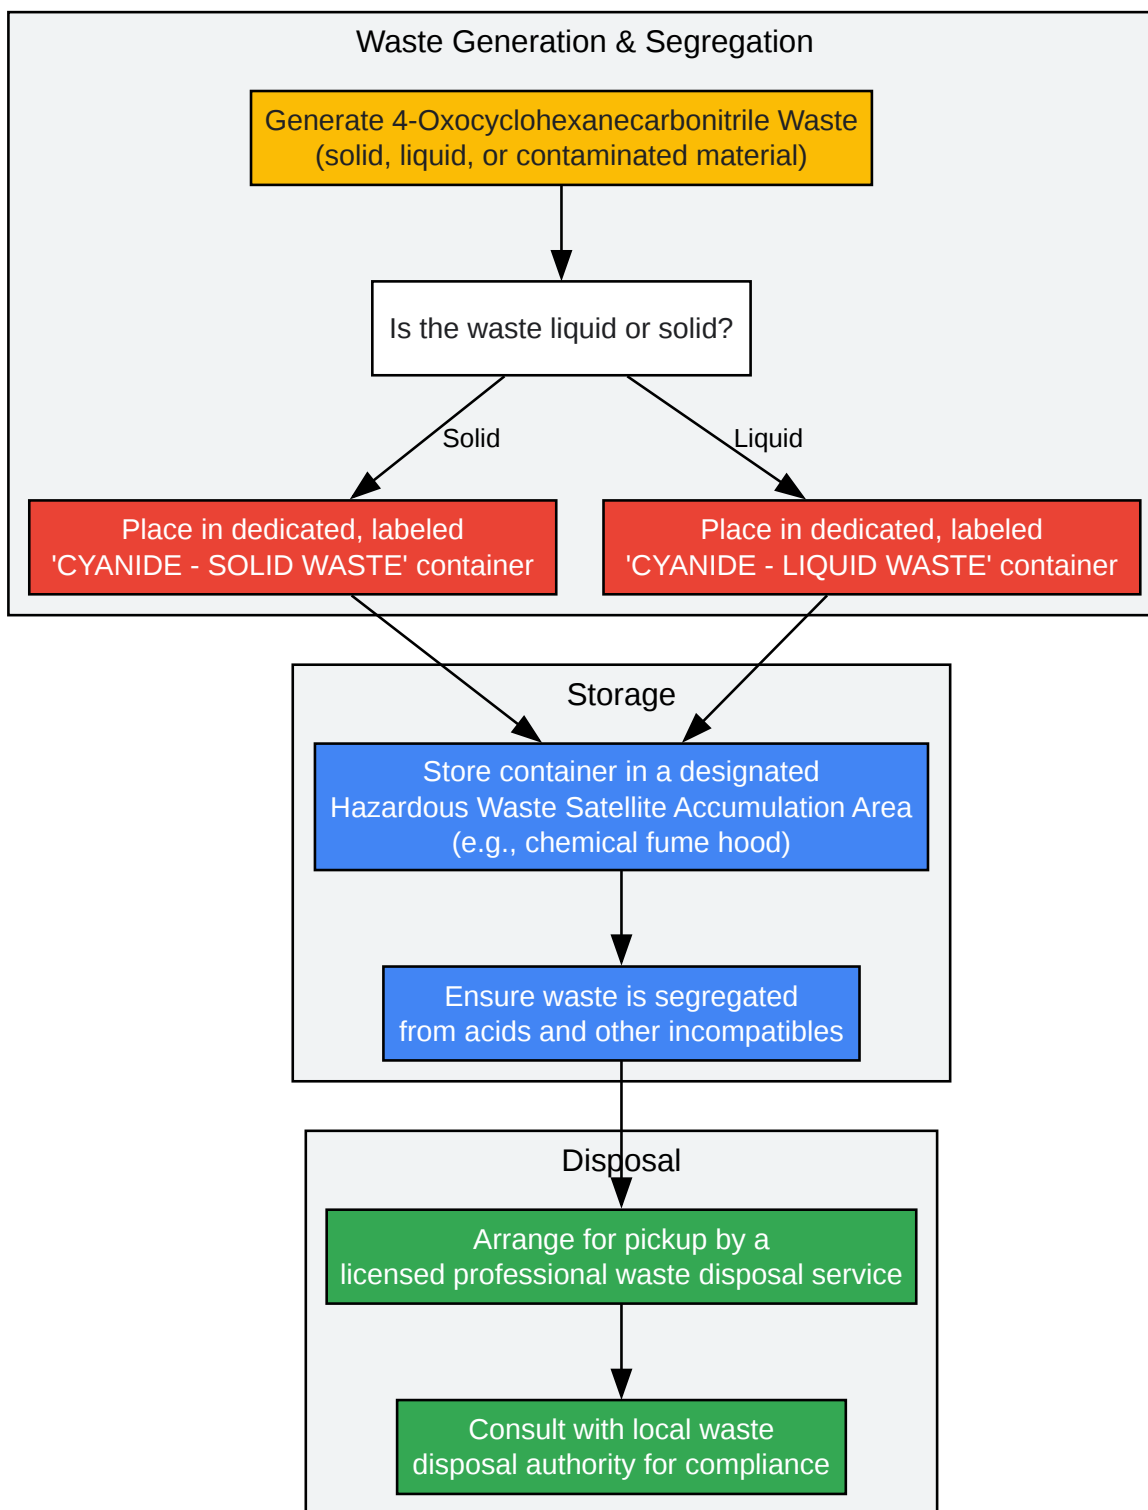 Waste Generation & Segregation
Generate 4-Oxocyclohexanecarbonitrile Waste
(solid, liquid, or contaminated material)
Is the waste liquid or solid?
Solid
Liquid
Place in dedicated, labeled
'CYANIDE - SOLID WASTE' container
Place in dedicated, labeled
'CYANIDE - LIQUID WASTE' container
Storage
Store container in a designated
Hazardous Waste Satellite Accumulation Area
(e.g., chemical fume hood)
Ensure waste is segregated
from acids and other incompatibles
Disposal
Arrange for pickup by a
licensed professional waste disposal service
Consult with local waste
disposal authority for compliance